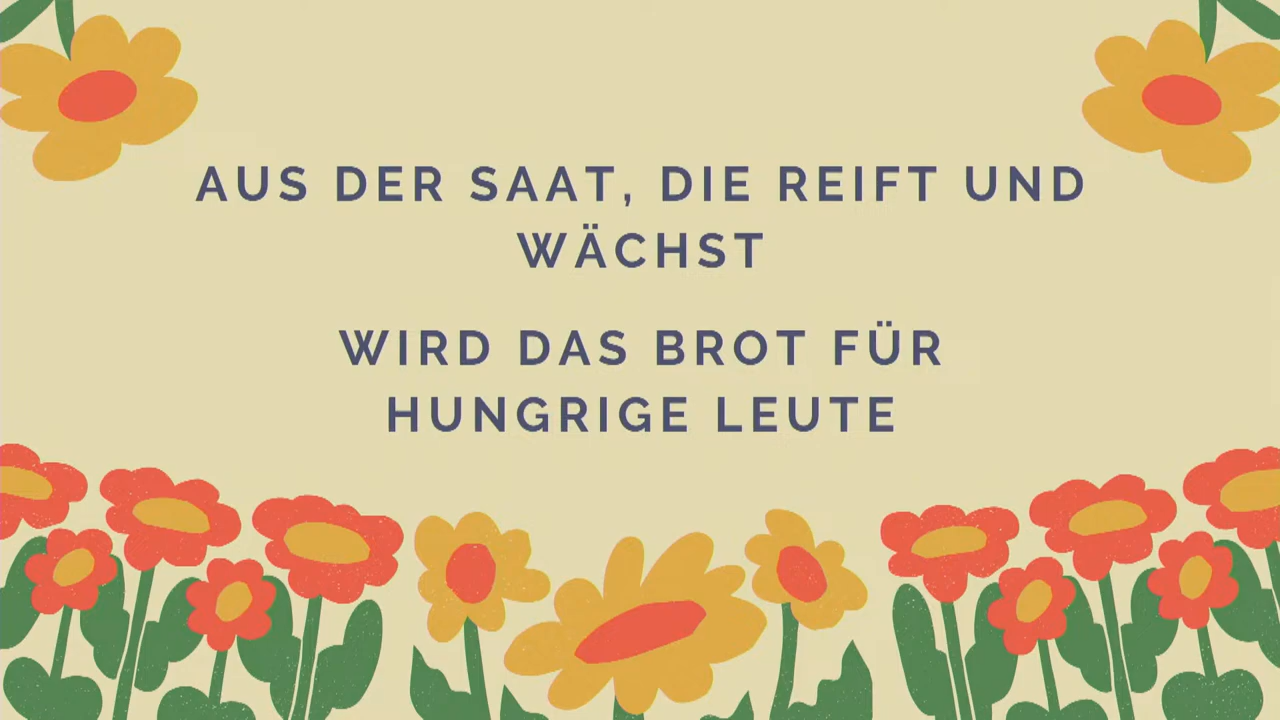 AUS DER SAAT, DIE REIFT UND
WÄCHST
WIRD DAS BROT FÜR
HUNGRIGE LEUTE